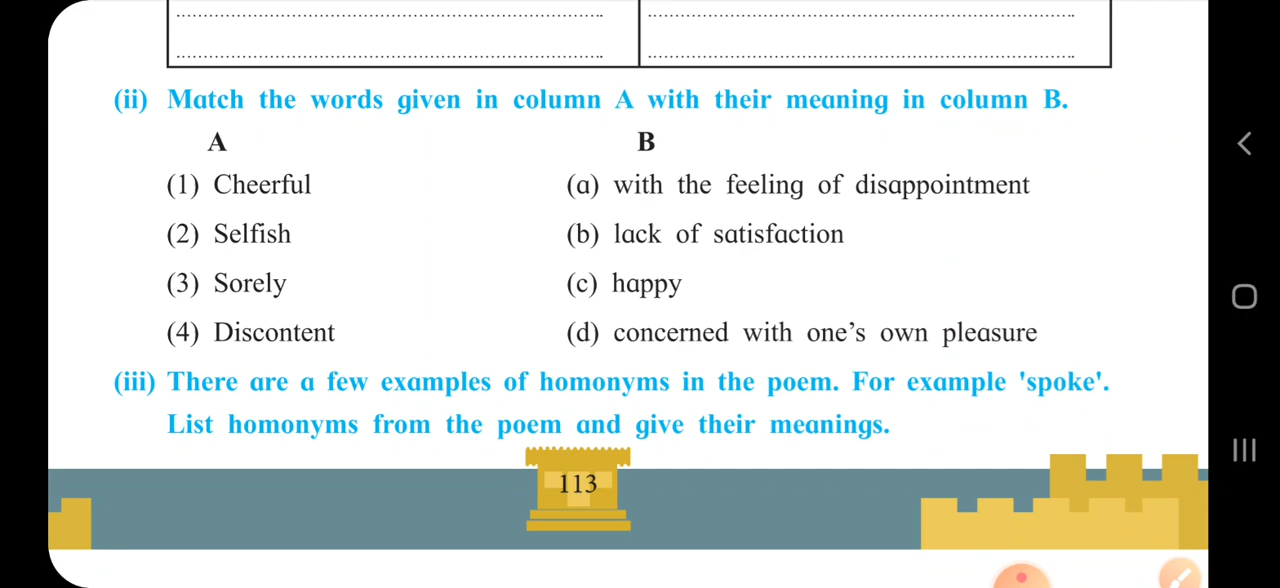 (ii) Match the words given in column A with their meaning in column B.
A B
(1) Cheerful (a) with the feeling of disappointment
(2) Selfish (b) lack of satisfaction
(3) Sorely (c) happy
(4) Discontent (d) concerned with one’s own pleasure
(iii) There are a few examples of homonyms in the poem. For example 'spoke'.
List homonyms from the poem and give their meanings.
113